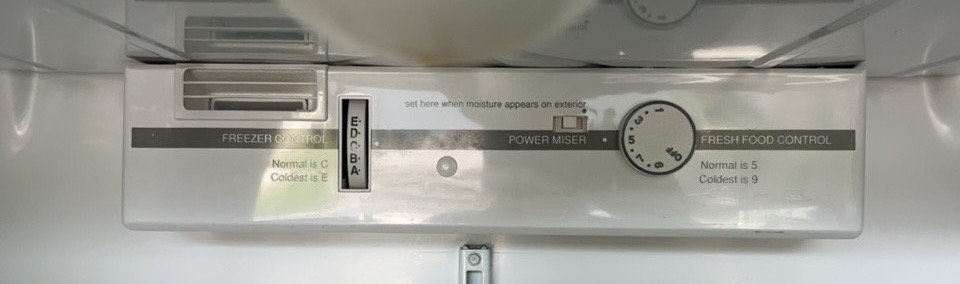 set here when moisture appears on exterior
FREEZER CONTROL
E
D
C
B
A
POWER MISER
1
3
5
7
9
OFF
FRESH FOOD CONTROL
Normal is C
Coldest is E
Normal is 5
Coldest is 9